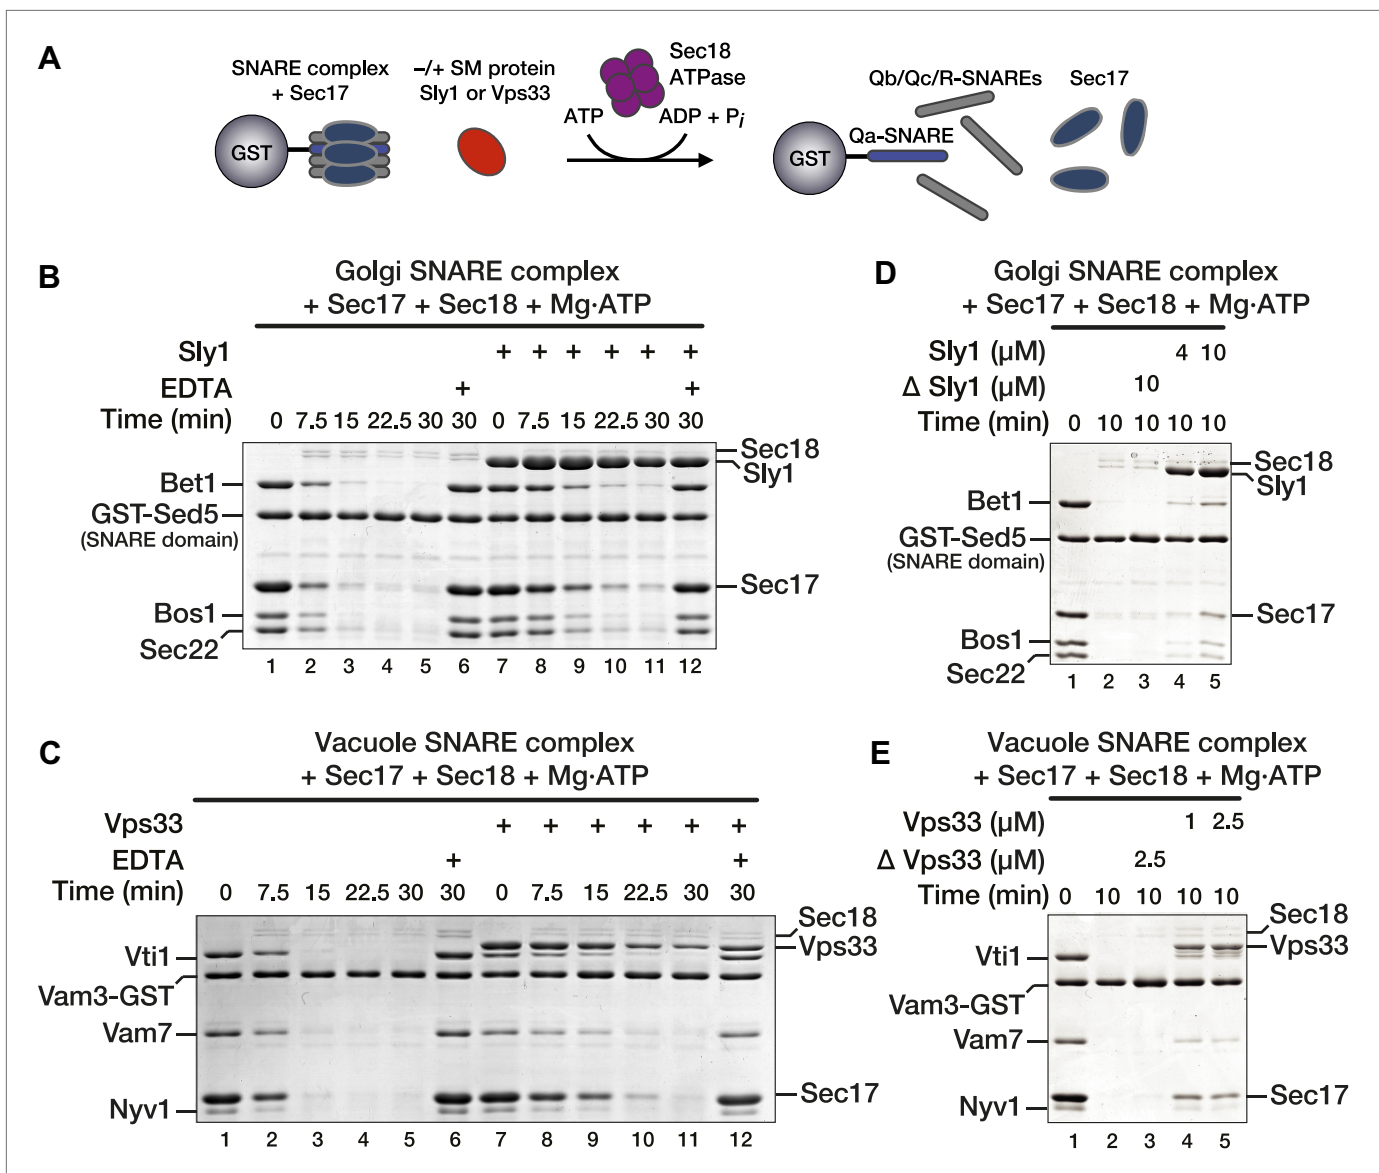 A
SNARE complex
+ Sec17
–/+ SM protein
Sly1 or Vps33
Sec18
ATPase
ATP
ADP + Pi
Qb/Qc/R-SNAREs
Sec17
Qa-SNARE
GST
GST
B
Golgi SNARE complex
+ Sec17 + Sec18 + Mg·ATP
Sly1 + + + + + +
EDTA + +
Time (min) 0 7.5 15 22.5 30 30 0 7.5 15 22.5 30 30
Sec18
Sly1
Bet1
GST-Sed5
(SNARE domain)
Sec17
Bos1
Sec22
1 2 3 4 5 6 7 8 9 10 11 12
C
Vacuole SNARE complex
+ Sec17 + Sec18 + Mg·ATP
Vps33 + + + + + +
EDTA + +
Time (min) 0 7.5 15 22.5 30 30 0 7.5 15 22.5 30 30
Sec18
Vps33
Vti1
Vam3-GST
Vam7
Sec17
Nyv1
1 2 3 4 5 6 7 8 9 10 11 12
D
Golgi SNARE complex
+ Sec17 + Sec18 + Mg·ATP
Sly1 (µM) 4 10
Δ Sly1 (µM) 10
Time (min) 0 10 10 10 10
Sec18
Sly1
Bet1
GST-Sed5
(SNARE domain)
Sec17
Bos1
Sec22
1 2 3 4 5
E
Vacuole SNARE complex
+ Sec17 + Sec18 + Mg·ATP
Vps33 (µM) 1 2.5
Δ Vps33 (µM) 2.5
Time (min) 0 10 10 10 10
Sec18
Vps33
Vti1
Vam3-GST
Vam7
Sec17
Nyv1
1 2 3 4 5